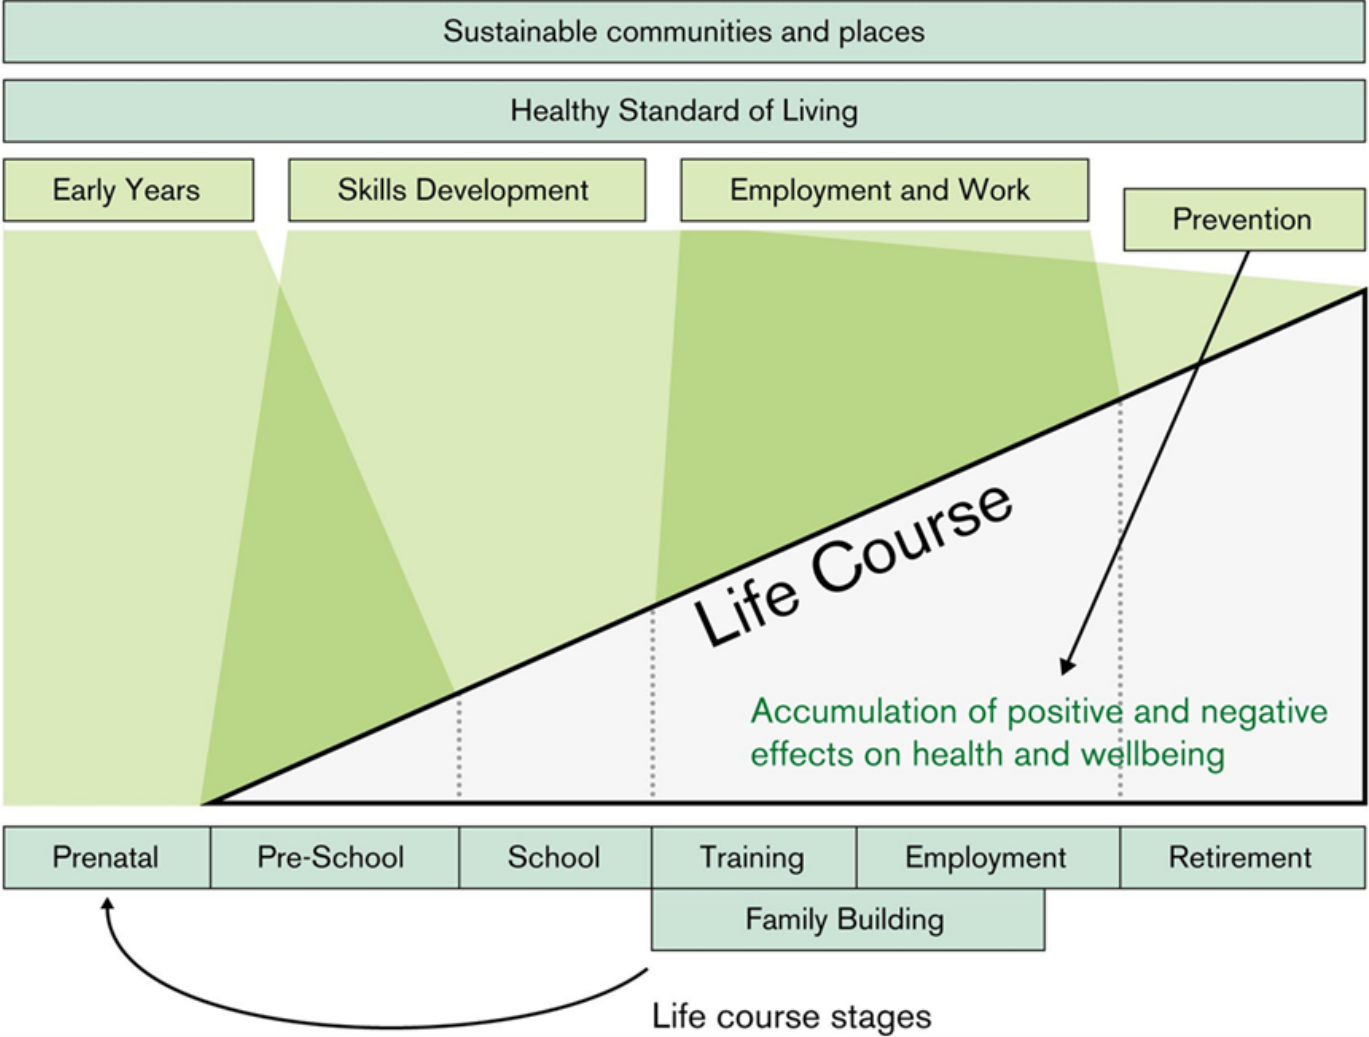 Sustainable communities and places
Healthy Standard of Living
Early Years
Skills Development
Employment and Work
Prevention
Life Course
Accumulation of positive and negative
effects on health and wellbeing
Prenatal
Pre-School
School
Training
Employment
Retirement
Family Building
Life course stages